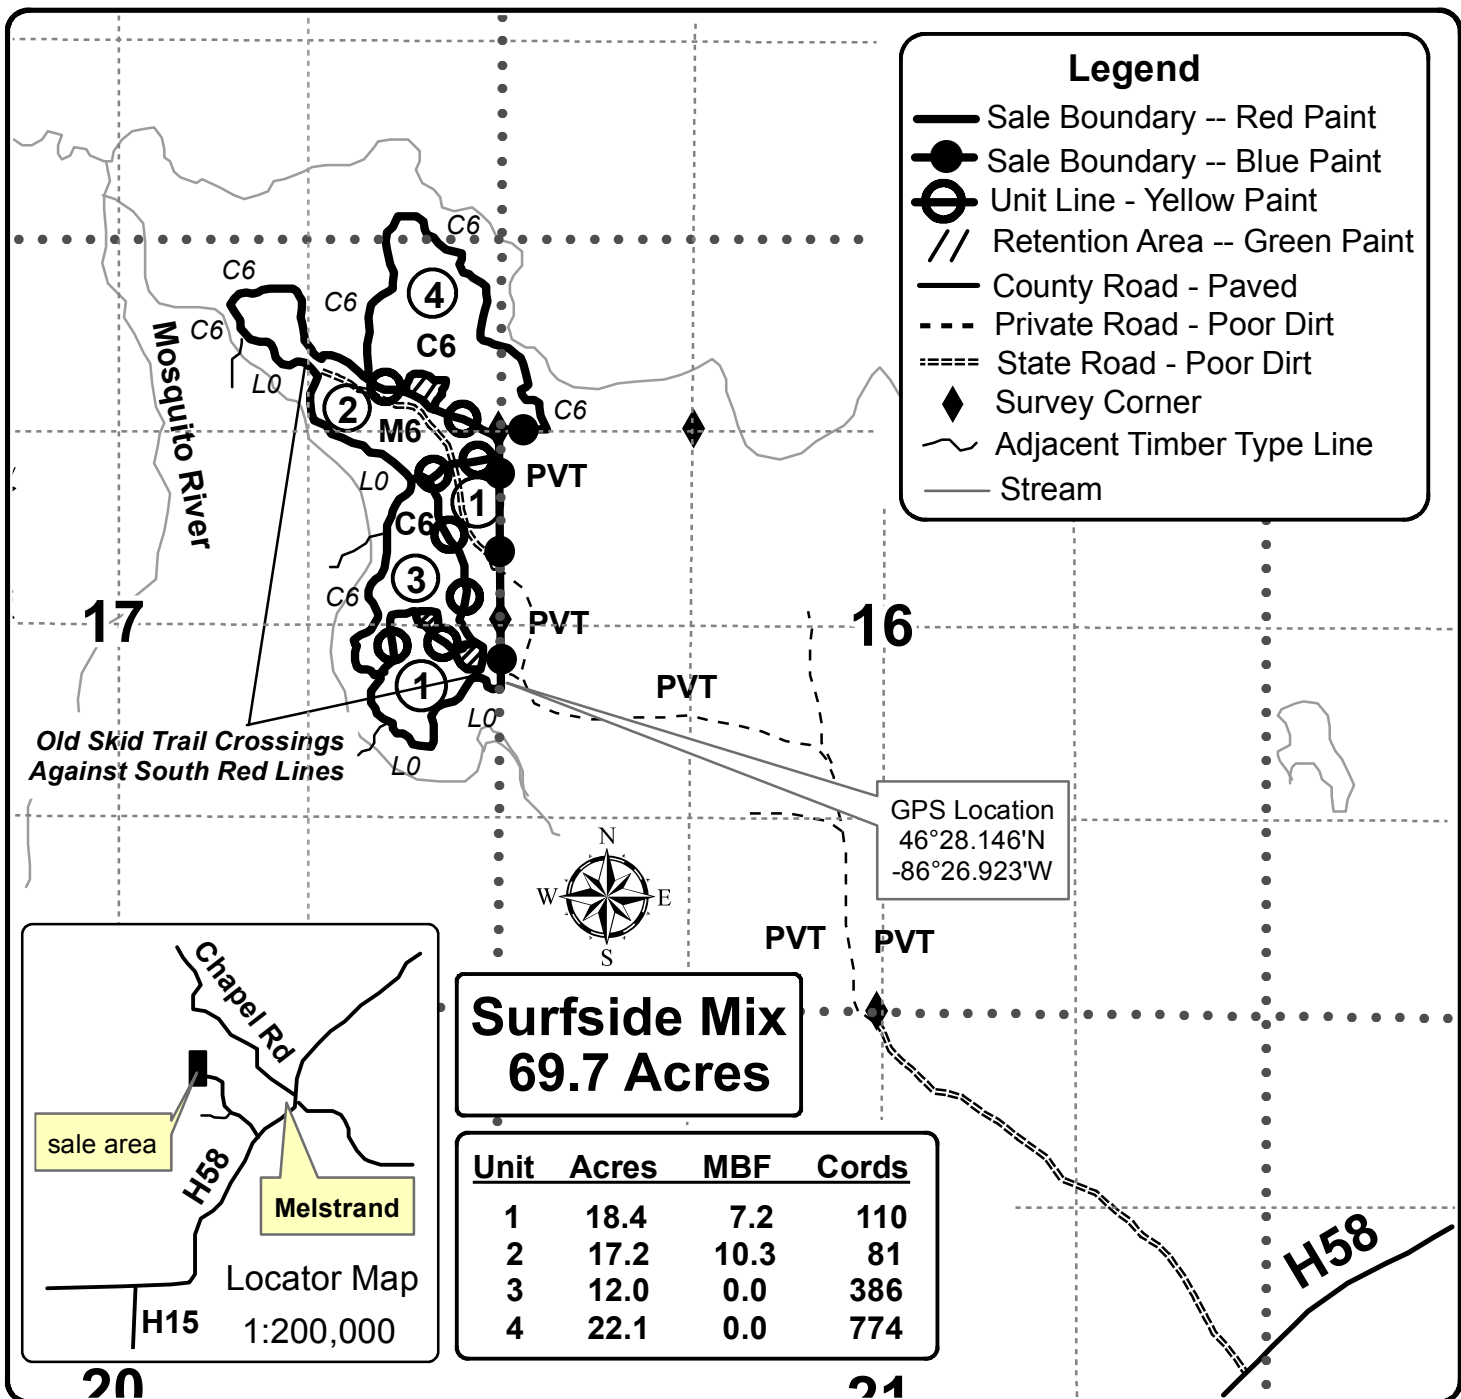 Legend
Sale Boundary -- Red Paint
Sale Boundary -- Blue Paint
Unit Line - Yellow Paint
Retention Area -- Green Paint
County Road - Paved
Private Road - Poor Dirt
State Road - Poor Dirt
Survey Corner
Adjacent Timber Type Line
Stream
C6
C6
C6
C6
4
C6
L0
2
M6
C6
Mosquito River
L0
PVT
1
C6
3
C6
17
PVT
16
1
PVT
L0
L0
Old Skid Trail Crossings
Against South Red Lines
GPS Location
46°28.146'N
-86°26.923'W
N
W
E
S
PVT
PVT
Chapel Rd
sale area
H58
Melstrand
Locator Map
1:200,000
H15
Surfside Mix
69.7 Acres
Unit Acres MBF Cords
1 18.4 7.2 110
2 17.2 10.3 81
3 12.0 0.0 386
4 22.1 0.0 774
H58
20
21